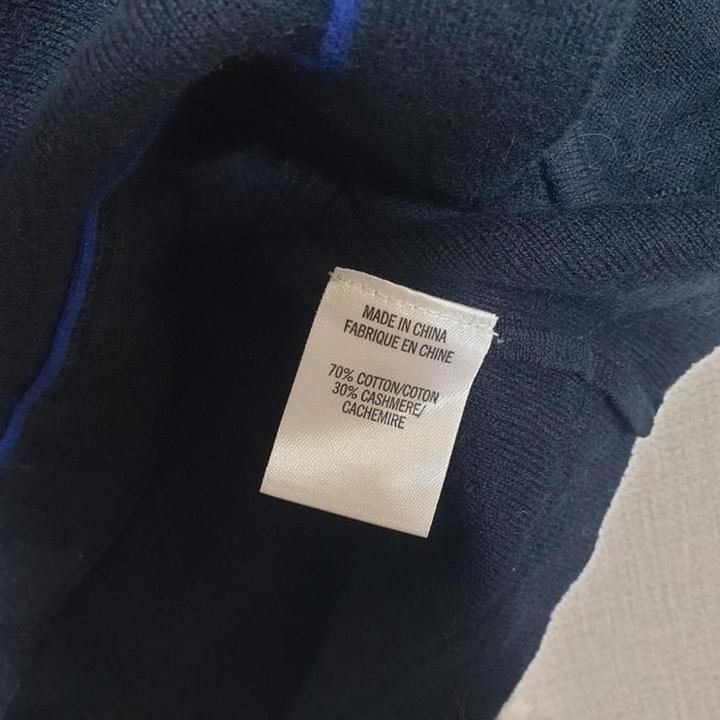 MADE IN CHINA
FABRIQUE EN CHINE
70% COTTON/COTON
30% CASHMERE/
CACHEMIRE